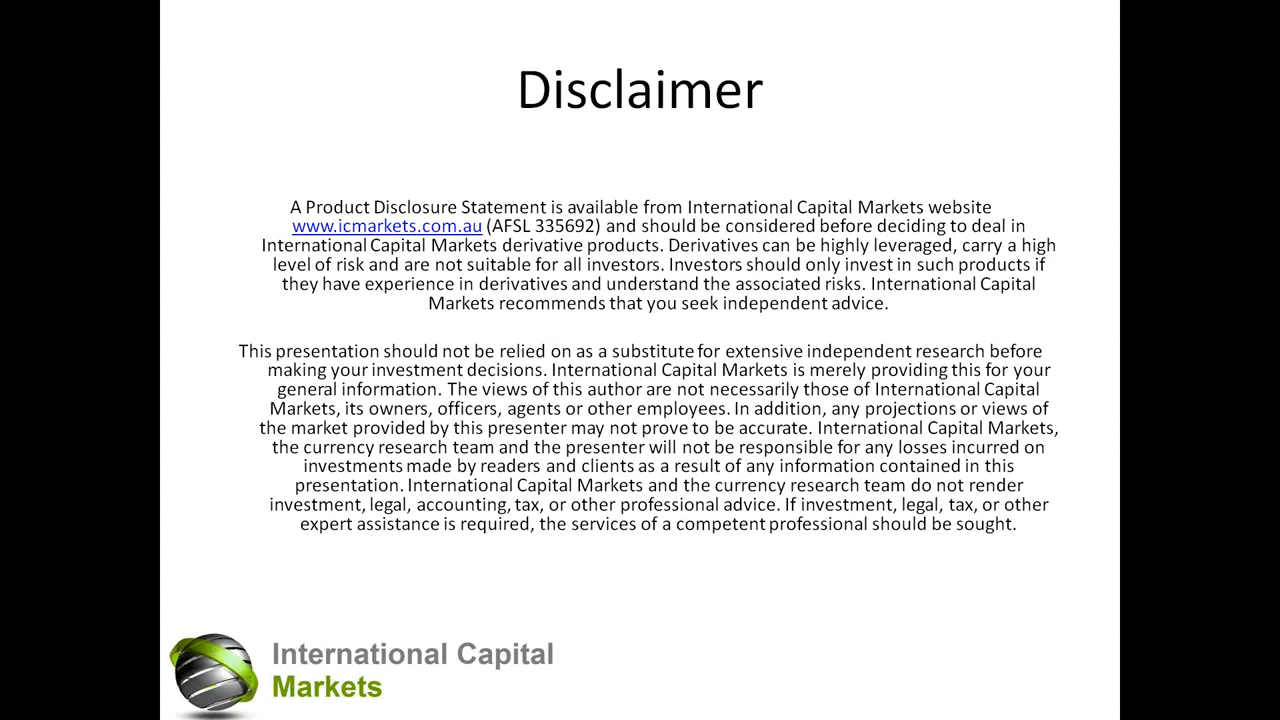 Disclaimer
A Product Disclosure Statement is available from International Capital Markets website
www.icmarkets.com.au (AFSL 335692) and should be considered before deciding to deal in
International Capital Markets derivative products. Derivatives can be highly leveraged, carry a high
level of risk and are not suitable for all investors. Investors should only invest in such products if
they have experience in derivatives and understand the associated risks. International Capital
Markets recommends that you seek independent advice.
This presentation should not be relied on as a substitute for extensive independent research before
making your investment decisions. International Capital Markets is merely providing this for your
general information. The views of this author are not necessarily those of International Capital
Markets, its owners, officers, agents or other employees. In addition, any projections or views of
the market provided by this presenter may not prove to be accurate. International Capital Markets,
the currency research team and the presenter will not be responsible for any losses incurred on
investments made by readers and clients as a result of any information contained in this
presentation. International Capital Markets and the currency research team do not render
investment, legal, accounting, tax, or other professional advice. If investment, legal, tax, or other
expert assistance is required, the services of a competent professional should be sought.
International Capital
Markets